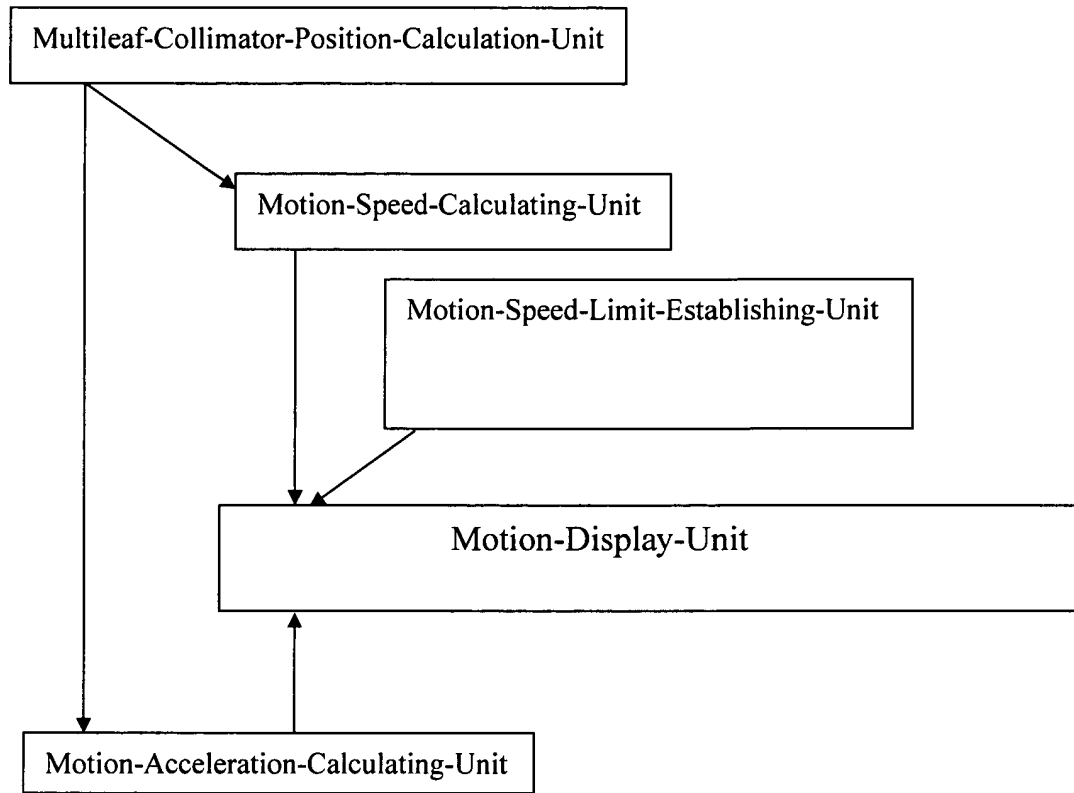 Multileaf-Collimator-Position-Calculation-Unit
Motion-Speed-Calculating-Unit
Motion-Speed-Limit-Establishing-Unit
Motion-Display-Unit
Motion-Acceleration-Calculating-Unit